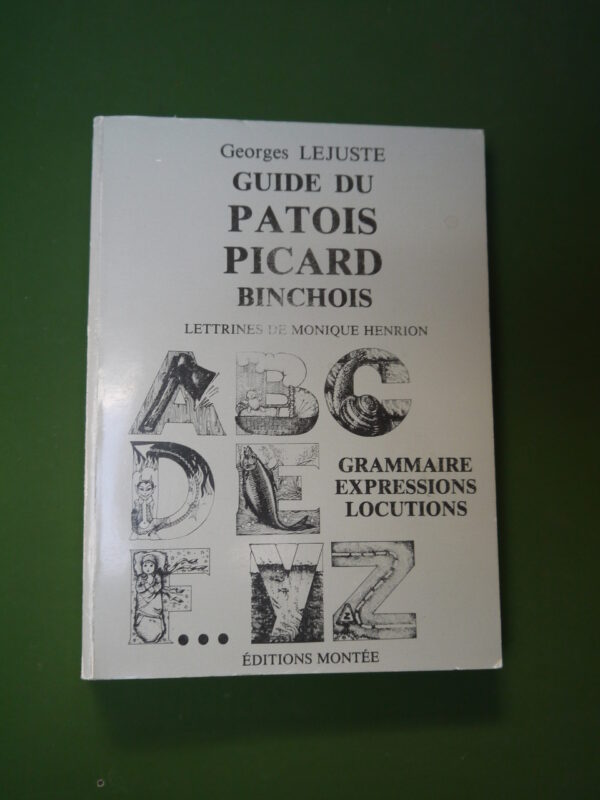 Georges LEJUSTE
GUIDE DU
PATOIS
PICARD
BINCHOIS
LETTRINES DE MONIQUE HENRION
A B C
D E
GRAMMAIRE
EXPRESSIONS
LOCUTIONS
F... Y Z
ÉDITIONS MONTÉE